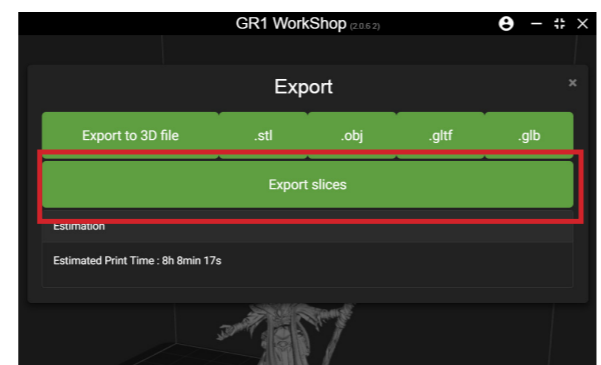 GR1 WorkShop (2.0.6.2)
Export
Export to 3D file .stl .obj .gltf .glb
Export slices
Estimation
Estimated Print Time : 8h 8min 17s